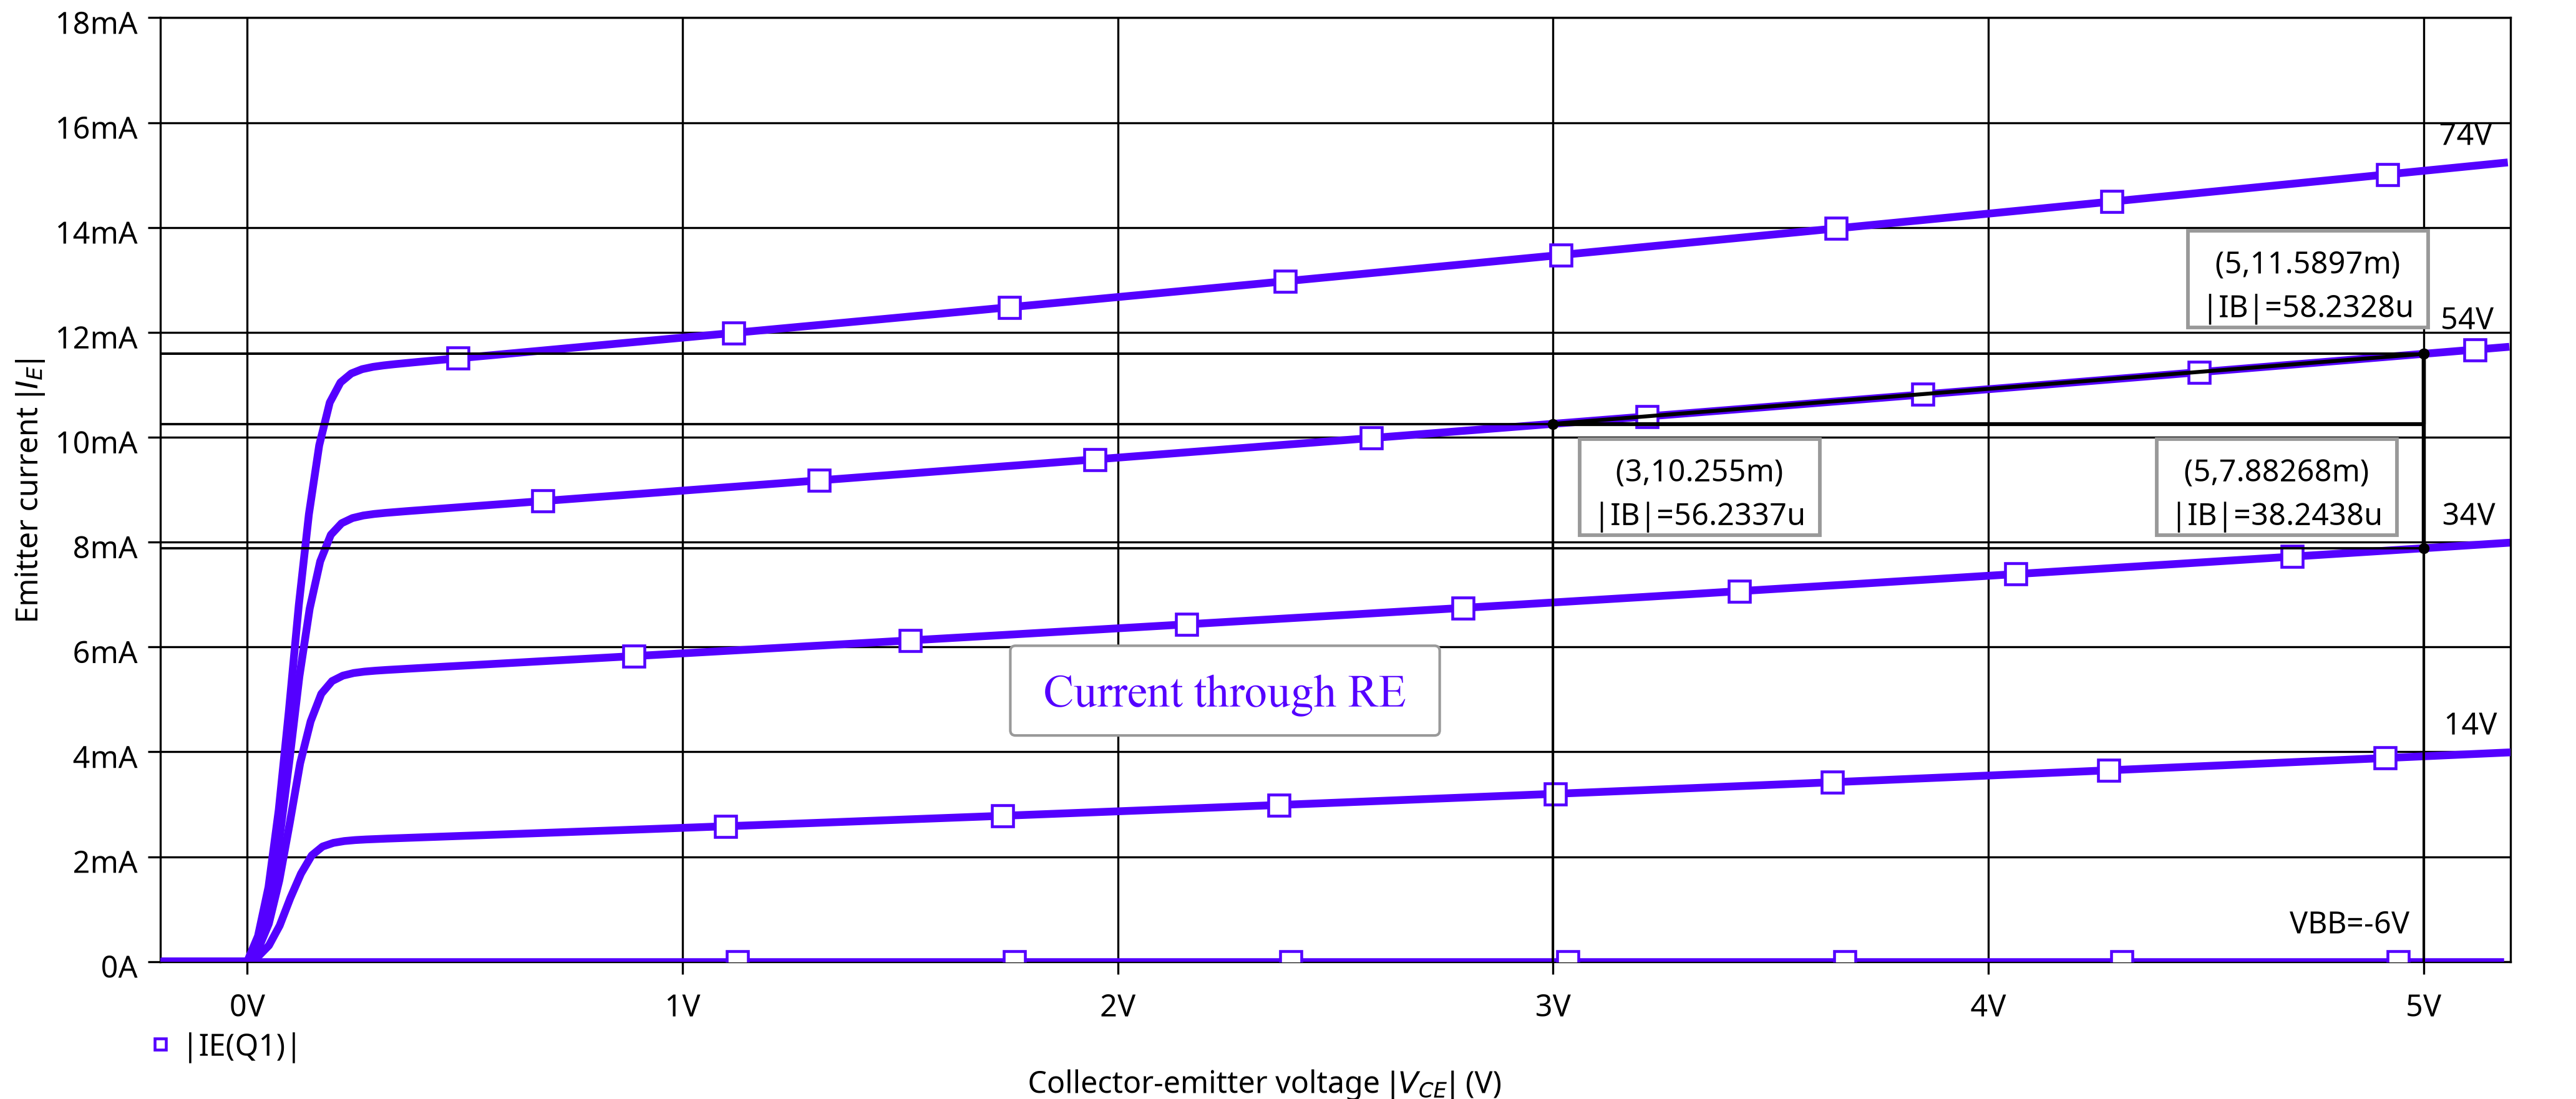 18mA
16mA
14mA
12mA
10mA
8mA
6mA
4mA
2mA
0A
Emitter current |IE|
74V
(5,11.5897m)
|IB|=58.2328u
54V
(3,10.255m)
|IB|=56.2337u
(5,7.88268m)
|IB|=38.2438u
34V
Current through RE
14V
VBB=-6V
0V 1V 2V 3V 4V 5V
|IE(Q1)|
Collector-emitter voltage |VCE| (V)